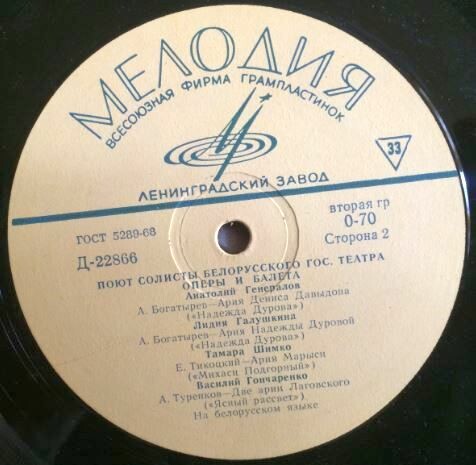 МЕЛОДИЯ
ВСЕСОЮЗНАЯ ФИРМА ГРАМПЛАСТИНОК
33
ЛЕНИНГРАДСКИЙ ЗАВОД
ГОСТ 5289-68
вторая гр
0-70
Д-22866
Сторона 2
ПОЮТ СОЛИСТЫ БЕЛОРУССКОГО ГОС. ТЕАТРА
ОПЕРЫ И БАЛЕТА
Анатолий Генералов
А. Богатырев—Ария Дениса Давыдова
(«Надежда Дурова»)
Лидия Галушкина
А. Богатырев—Ария Надежды Дуровой
(«Надежда Дурова»)
Тамара Шимко
Е. Тикоцкий—Ария Марыси
(«Михась Подгорный»)
Василий Гончаренко
А. Туренков—Две арии Лаговского
(«Ясный рассвет»)
На белорусском языке